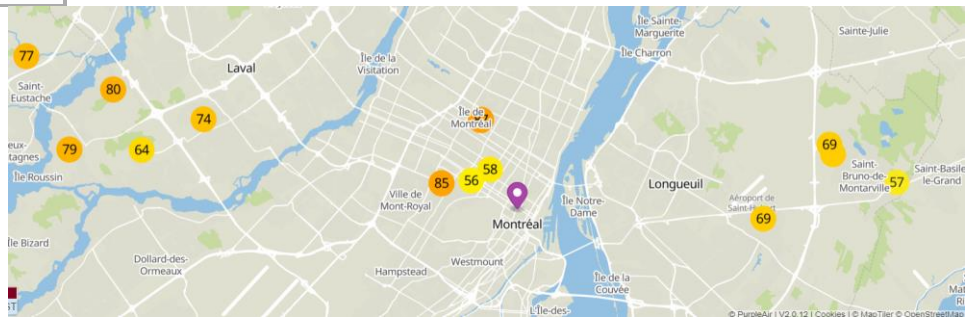 Île Sainte-
Marguerite
Sainte-Julie
Île Charron
77
Laval
Île de la
Visitation
80
Saint-
Eustache
Île de
Montréal
74
79
64
69
Île Roussin
58
56
85
Longueuil
Saint-
Bruno-de-
Montarville
57
Saint-Basile
le-Grand
Ville de
Mont-Royal
Île Notre-
Dame
Aéroport de
69
Montréal
Île Bizard
Dollard-des-
Ormeaux
Westmount
Hampstead
Île de la
Couvée
L'Île-des-
© PurpleAir | V2.0.12 | Cookies | © MapTiler © OpenStreetMap